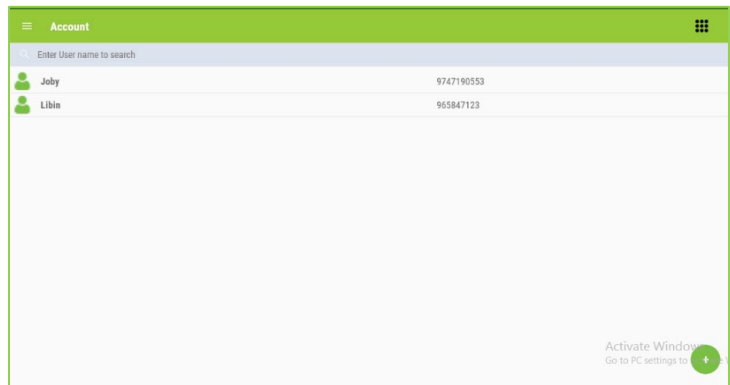 Account
Enter User name to search
Joby 9747190553
Libin 965847123
Activate Windows
Go to PC settings to